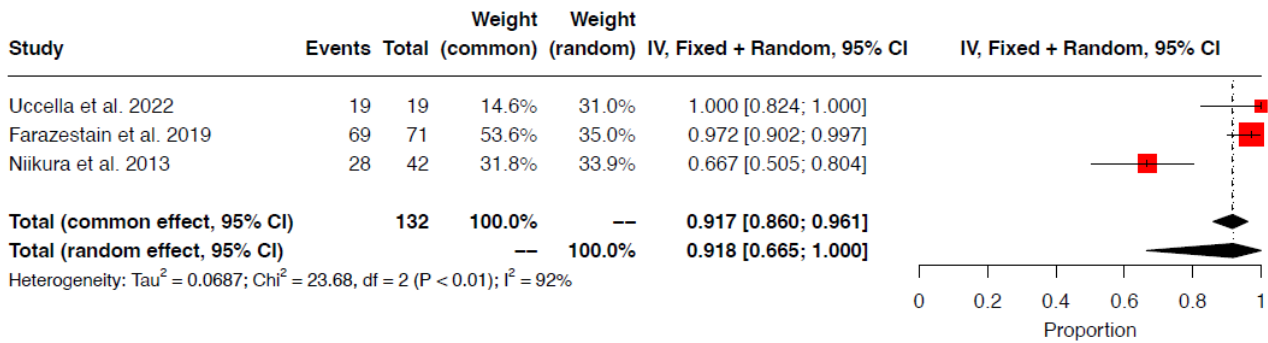 Weight Weight
Study Events Total (common) (random) IV, Fixed + Random, 95% CI IV, Fixed + Random, 95% CI
Uccella et al. 2022 19 19 14.6% 31.0% 1.000 [0.824; 1.000]
Farazestain et al. 2019 69 71 53.6% 35.0% 0.972 [0.902; 0.997]
Niikura et al. 2013 28 42 31.8% 33.9% 0.667 [0.505; 0.804]
Total (common effect, 95% CI) 132 100.0% −− 0.917 [0.860; 0.961]
Total (random effect, 95% CI) −− 100.0% 0.918 [0.665; 1.000]
Heterogeneity: Tau² = 0.0687; Chi² = 23.68, df = 2 (P < 0.01); I² = 92%
0 0.2 0.4 0.6 0.8 1
Proportion